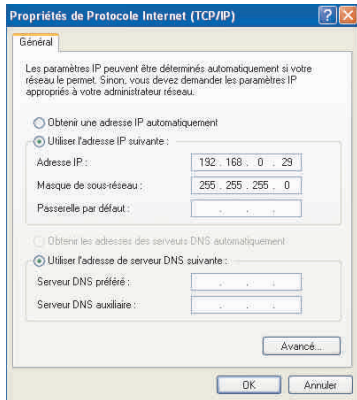 Propriétés de Protocole Internet (TCP/IP)
Général
Les paramètres IP peuvent être déterminés automatiquement si votre
réseau le permet. Sinon, vous devez demander les paramètres IP
appropriés à votre administrateur réseau.
Obtenir une adresse IP automatiquement
Utiliser l'adresse IP suivante :
Adresse IP : 192 . 168 . 0 . 29
Masque de sous-réseau : 255 . 255 . 255 . 0
Passerelle par défaut : . . .
Obtenir les adresses des serveurs DNS automatiquement
Utiliser l'adresse de serveur DNS suivante :
Serveur DNS préféré : . . .
Serveur DNS auxiliaire : . . .
Avancé...
OK Annuler